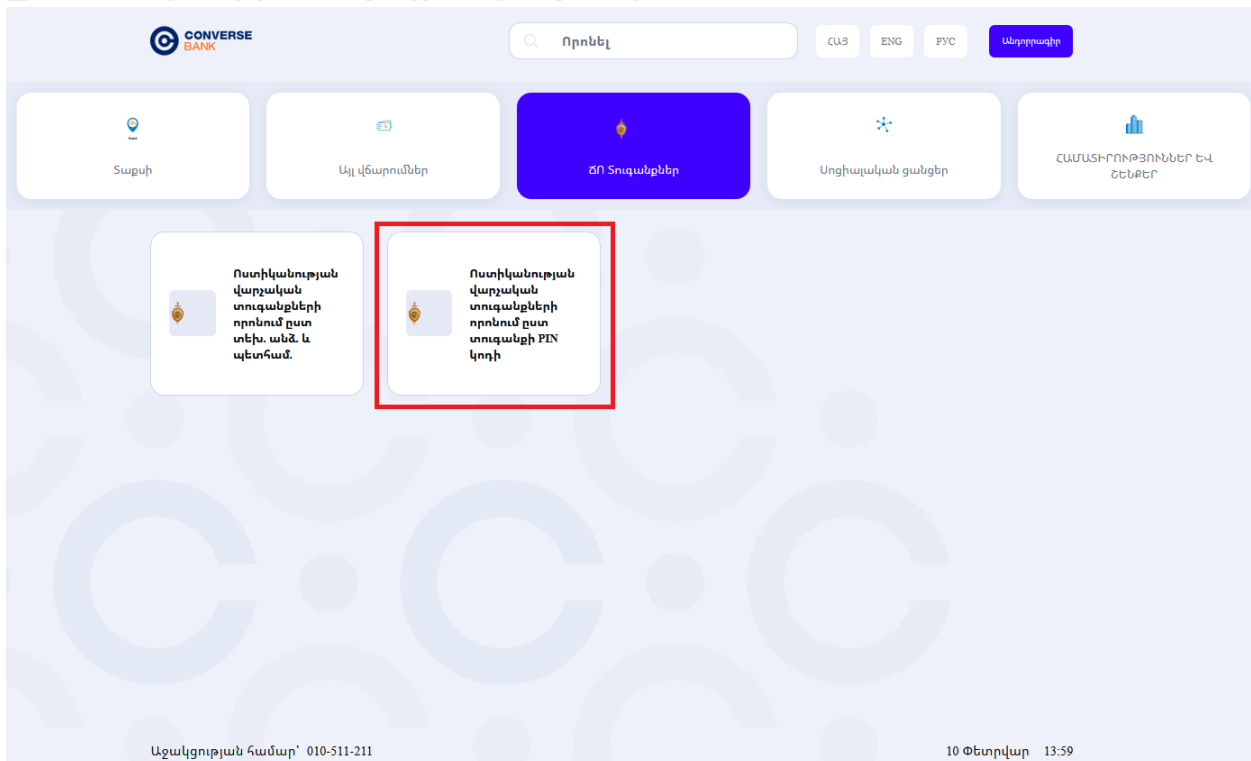 CONVERSE
BANK
Որոնել
ՀԱՅ
ENG
РУС
Անդորրագիր
Տաքսի
Այլ վճարումներ
ՃՈ Տուգանքներ
Սոցիալական ցանցեր
ՀԱՄԱՏԻՐՈՒԹՅՈՒՆՆԵՐ ԵՎ
ՇԵՆՔԵՐ
Ոստիկանության
վարչական
տուգանքների
որոնում ըստ
տեխ. անձ. և
պետհամ.
Ոստիկանության
վարչական
տուգանքների
որոնում ըստ
տուգանքի PIN
կոդի
Աջակցության համար՝ 010-511-211
10 Փետրվար 13:59